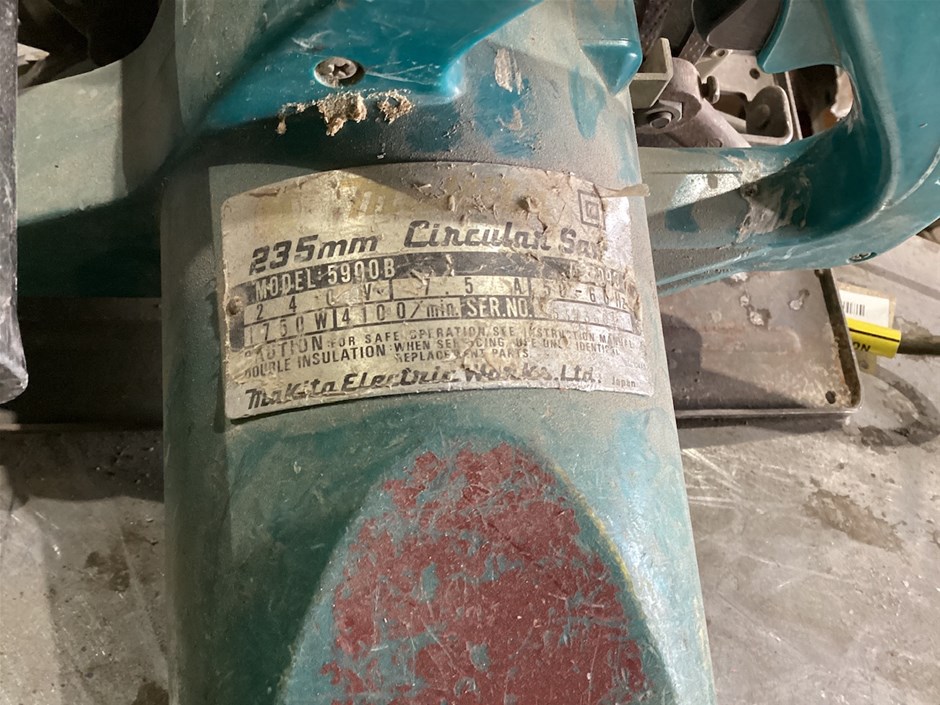 235mm Circular Saw
MODEL:5900B
240V 7.5A 50-60Hz
1750W 4100/min. SER.NO.
CAUTION: FOR SAFE OPERATION SEE INSTRUCTION MANUAL.
DOUBLE INSULATION: WHEN SERVICING, USE ONLY IDENTICAL
REPLACEMENT PARTS.
Makita Electric Works, Ltd. Japan
ON